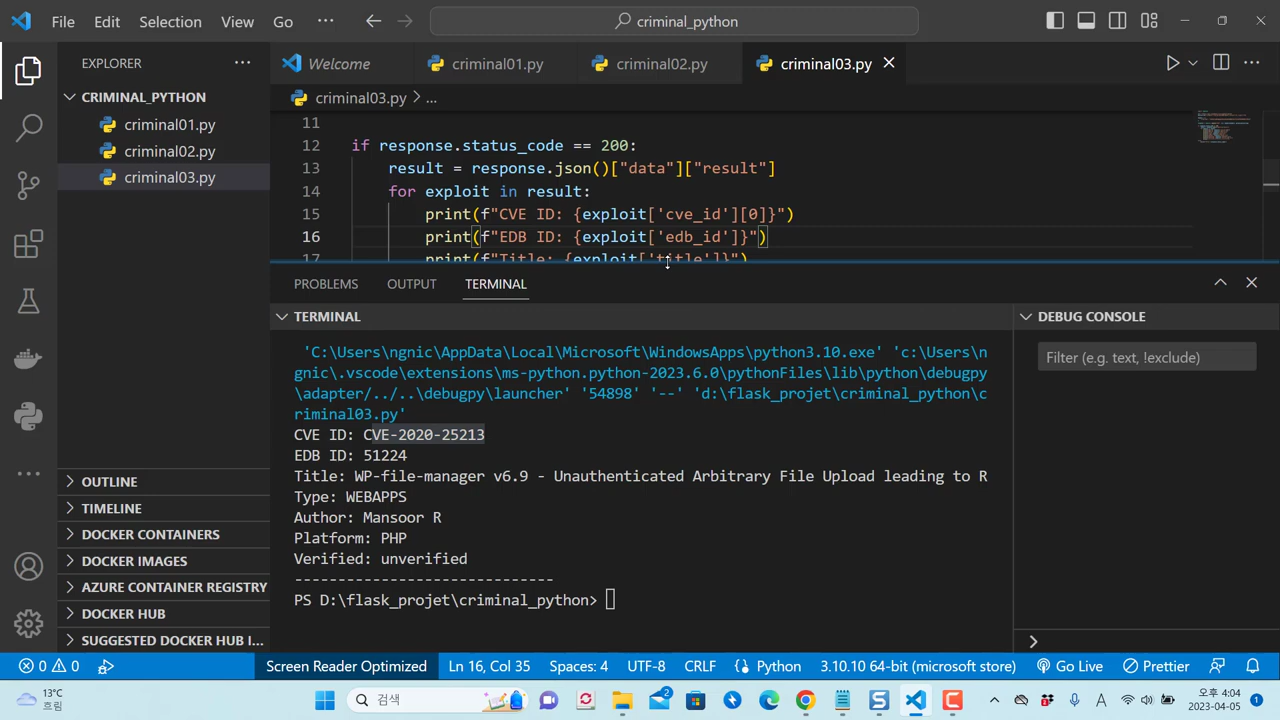 File Edit Selection View Go ··· criminal_python
EXPLORER ···
CRIMINAL_PYTHON
criminal01.py
criminal02.py
criminal03.py
OUTLINE
TIMELINE
DOCKER CONTAINERS
DOCKER IMAGES
AZURE CONTAINER REGISTRY
DOCKER HUB
SUGGESTED DOCKER HUB I...
Welcome criminal01.py criminal02.py criminal03.py
criminal03.py > ...
11
12 if response.status_code == 200:
13 result = response.json()["data"]["result"]
14 for exploit in result:
15 print(f"CVE ID: {exploit['cve_id'][0]}")
16 print(f"EDB ID: {exploit['edb_id']}")
17 print(f"Title: {exploit['title']}")
PROBLEMS OUTPUT TERMINAL
TERMINAL
'C:\Users\ngnic\AppData\Local\Microsoft\WindowsApps\python3.10.exe' 'c:\Users\n
gnic\.vscode\extensions\ms-python.python-2023.6.0\pythonFiles\lib\python\debugpy
\adapter/../..\debugpy\launcher' '54898' '--' 'd:\flask_projet\criminal_python\c
riminal03.py'
CVE ID: CVE-2020-25213
EDB ID: 51224
Title: WP-file-manager v6.9 - Unauthenticated Arbitrary File Upload leading to R
Type: WEBAPPS
Author: Mansoor R
Platform: PHP
Verified: unverified
------------------------------
PS D:\flask_projet\criminal_python>
DEBUG CONSOLE
Filter (e.g. text, !exclude)
0 0 Screen Reader Optimized Ln 16, Col 35 Spaces: 4 UTF-8 CRLF Python 3.10.10 64-bit (microsoft store) Go Live Prettier
13°C
흐림
검색
2
A
오후 4:04
2023-04-05
1